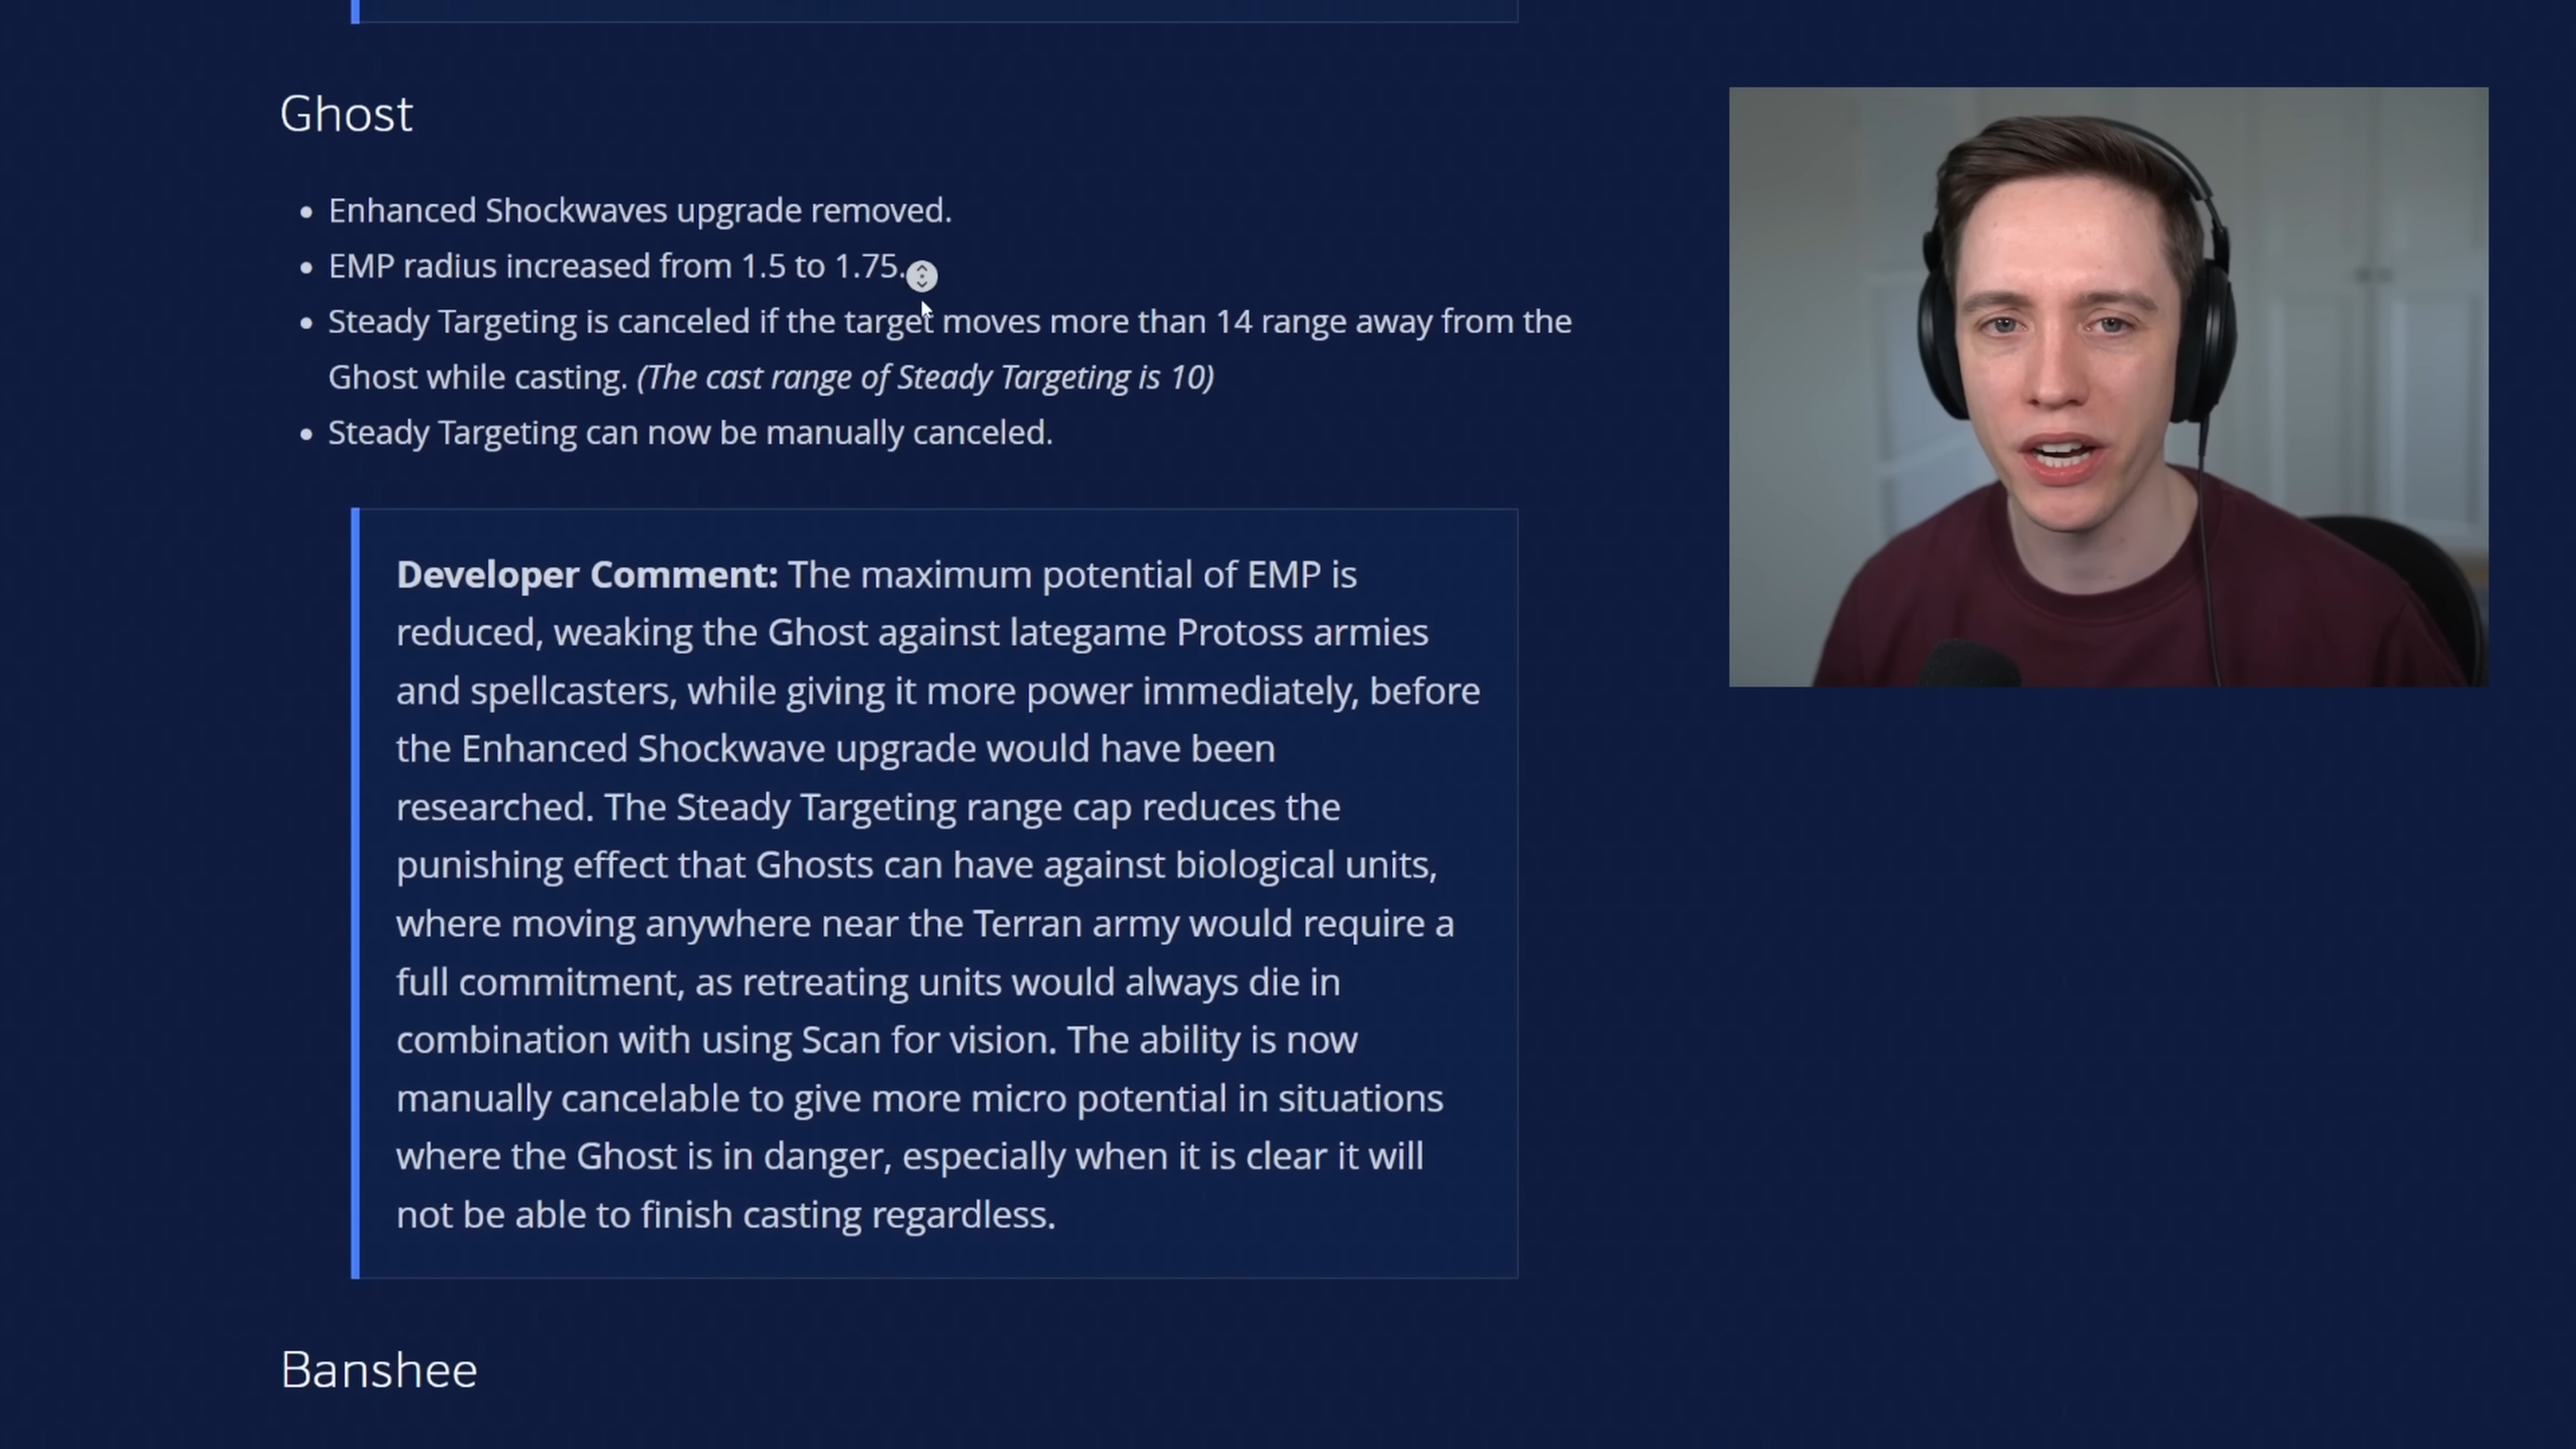 Ghost
Enhanced Shockwaves upgrade removed.
EMP radius increased from 1.5 to 1.75.
Steady Targeting is canceled if the target moves more than 14 range away from the
Ghost while casting. (The cast range of Steady Targeting is 10)
Steady Targeting can now be manually canceled.
Developer Comment: The maximum potential of EMP is
reduced, weaking the Ghost against lategame Protoss armies
and spellcasters, while giving it more power immediately, before
the Enhanced Shockwave upgrade would have been
researched. The Steady Targeting range cap reduces the
punishing effect that Ghosts can have against biological units,
where moving anywhere near the Terran army would require a
full commitment, as retreating units would always die in
combination with using Scan for vision. The ability is now
manually cancelable to give more micro potential in situations
where the Ghost is in danger, especially when it is clear it will
not be able to finish casting regardless.
Banshee